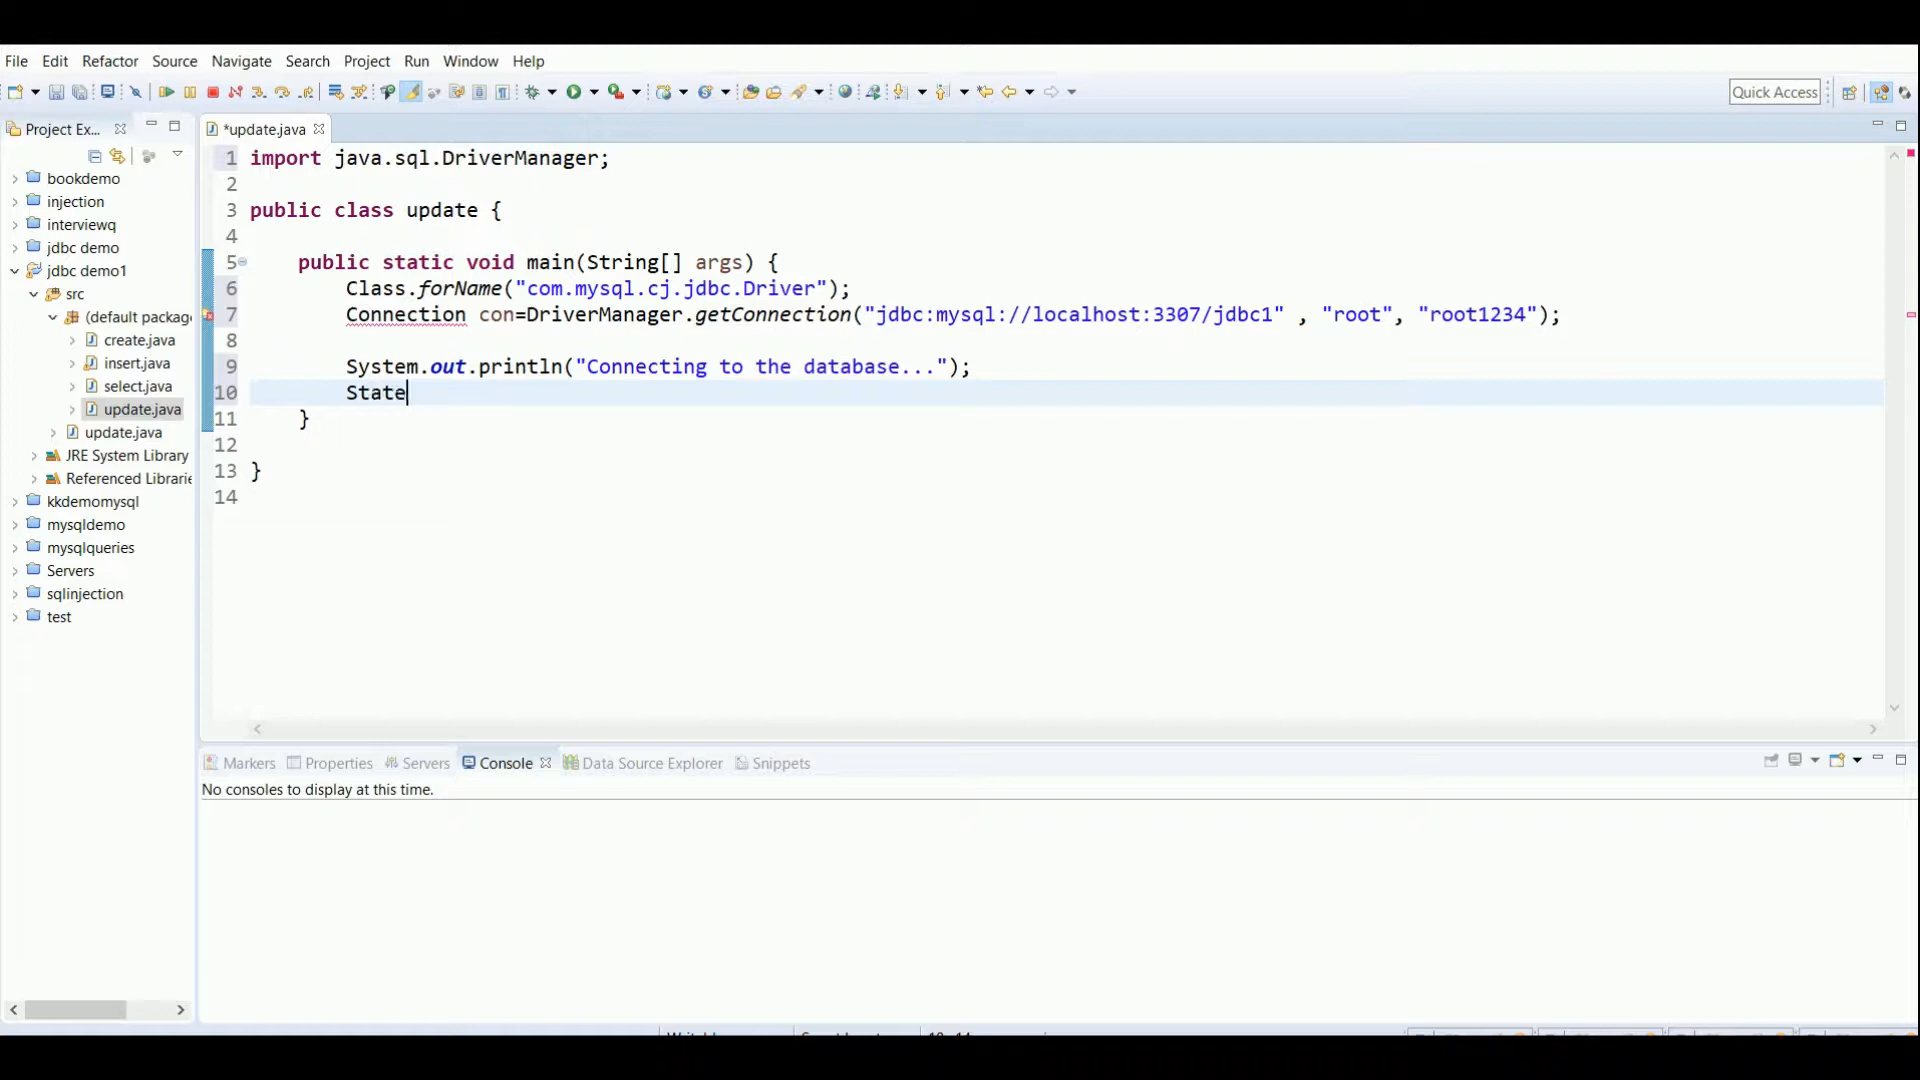 File Edit Refactor Source Navigate Search Project Run Window Help
Quick Access
Project Ex...
*update.java
bookdemo
injection
interviewq
jdbc demo
jdbc demo1
src
(default packag
create.java
insert.java
select.java
update.java
update.java
JRE System Library
Referenced Librarie
kkdemomysql
mysqldemo
mysqlqueries
Servers
sqlinjection
test
1 import java.sql.DriverManager;
2
3 public class update {
4
5 public static void main(String[] args) {
6 Class.forName("com.mysql.cj.jdbc.Driver");
7 Connection con=DriverManager.getConnection("jdbc:mysql://localhost:3307/jdbc1" , "root", "root1234");
8
9 System.out.println("Connecting to the database...");
10 State
11 }
12
13 }
14
Markers Properties Servers Console Data Source Explorer Snippets
No consoles to display at this time.